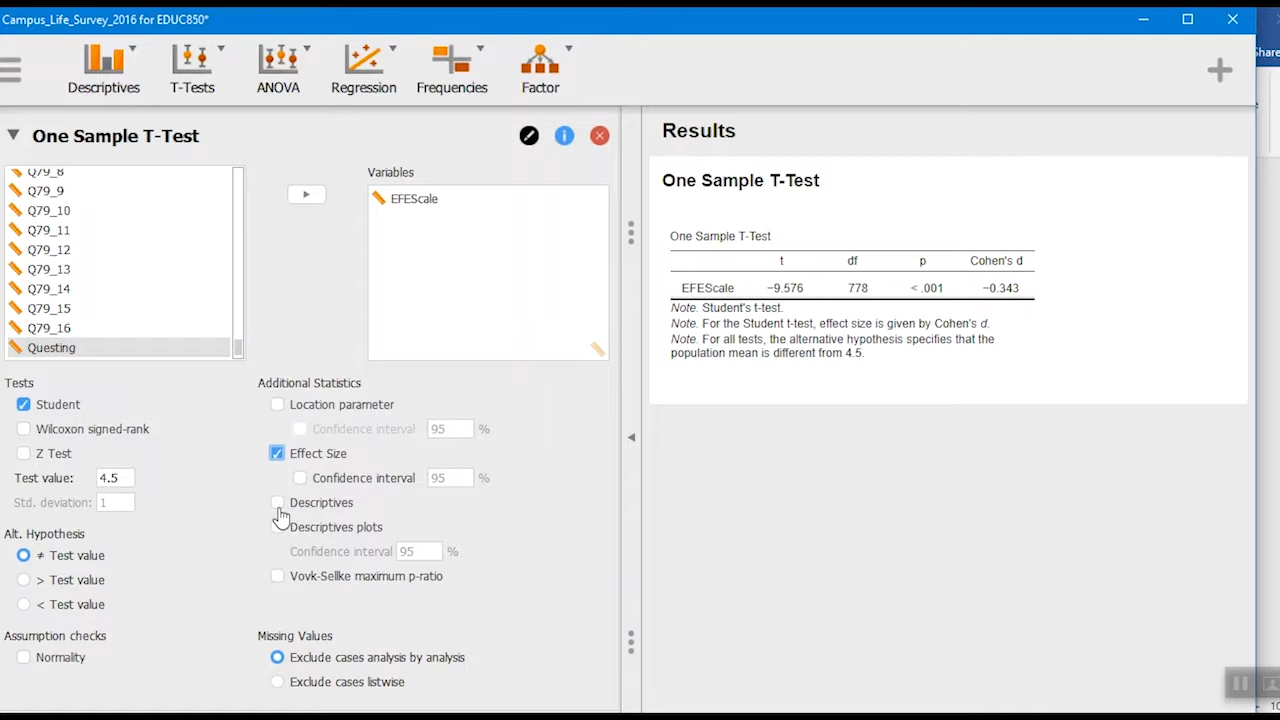 Campus_Life_Survey_2016 for EDUC850*
Share
Descriptives
T-Tests
ANOVA
Regression
Frequencies
Factor
One Sample T-Test
Q79_8
Q79_9
Q79_10
Q79_11
Q79_12
Q79_13
Q79_14
Q79_15
Q79_16
Questing
Variables
EFEScale
Tests
Student
Wilcoxon signed-rank
Z Test
Test value: 4.5
Std. deviation: 1
Alt. Hypothesis
≠ Test value
> Test value
< Test value
Assumption checks
Normality
Additional Statistics
Location parameter
Confidence interval 95 %
Effect Size
Confidence interval 95 %
Descriptives
Descriptives plots
Confidence interval 95 %
Vovk-Sellke maximum p-ratio
Missing Values
Exclude cases analysis by analysis
Exclude cases listwise
Results
One Sample T-Test
One Sample T-Test
t df p Cohen's d
EFEScale −9.576 778 < .001 −0.343
Note. Student's t-test.
Note. For the Student t-test, effect size is given by Cohen's d.
Note. For all tests, the alternative hypothesis specifies that the
population mean is different from 4.5.